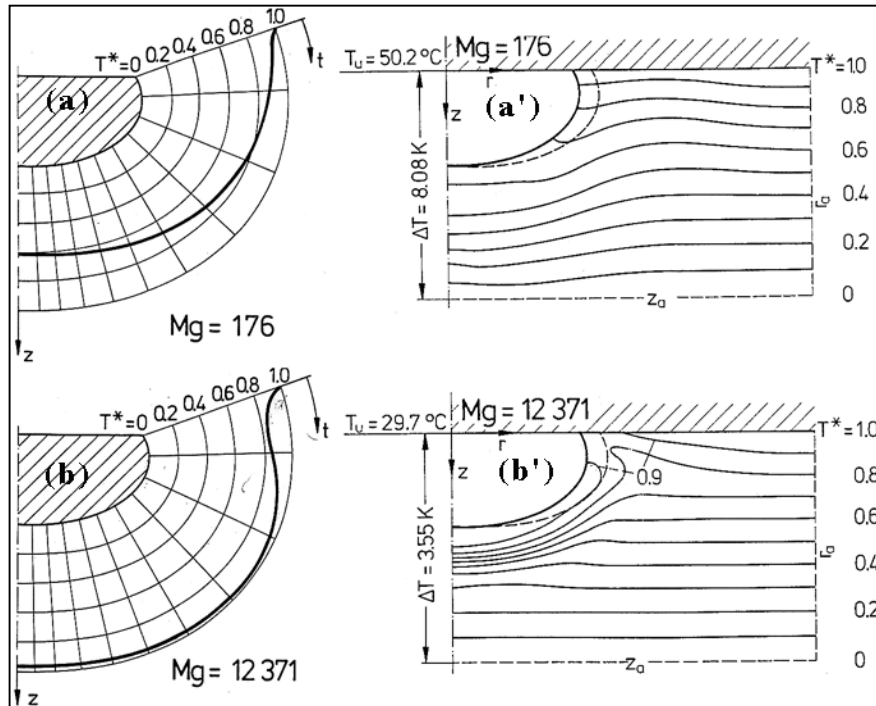 T*=0 0.2 0.4 0.6 0.8 1.0
t
(a)
z
Mg = 176
T_u = 50.2 °C
Mg = 176
T* = 1.0
r
(a')
z
0.8
ΔT = 8.08 K
0.6
0.4
r_a
0.2
z_a
0
T*=0 0.2 0.4 0.6 0.8 1.0
t
(b)
z
Mg = 12 371
T_u = 29.7 °C
Mg = 12 371
T* = 1.0
r
(b')
z
0.9
0.8
ΔT = 3.55 K
0.6
0.4
r_a
0.2
z_a
0